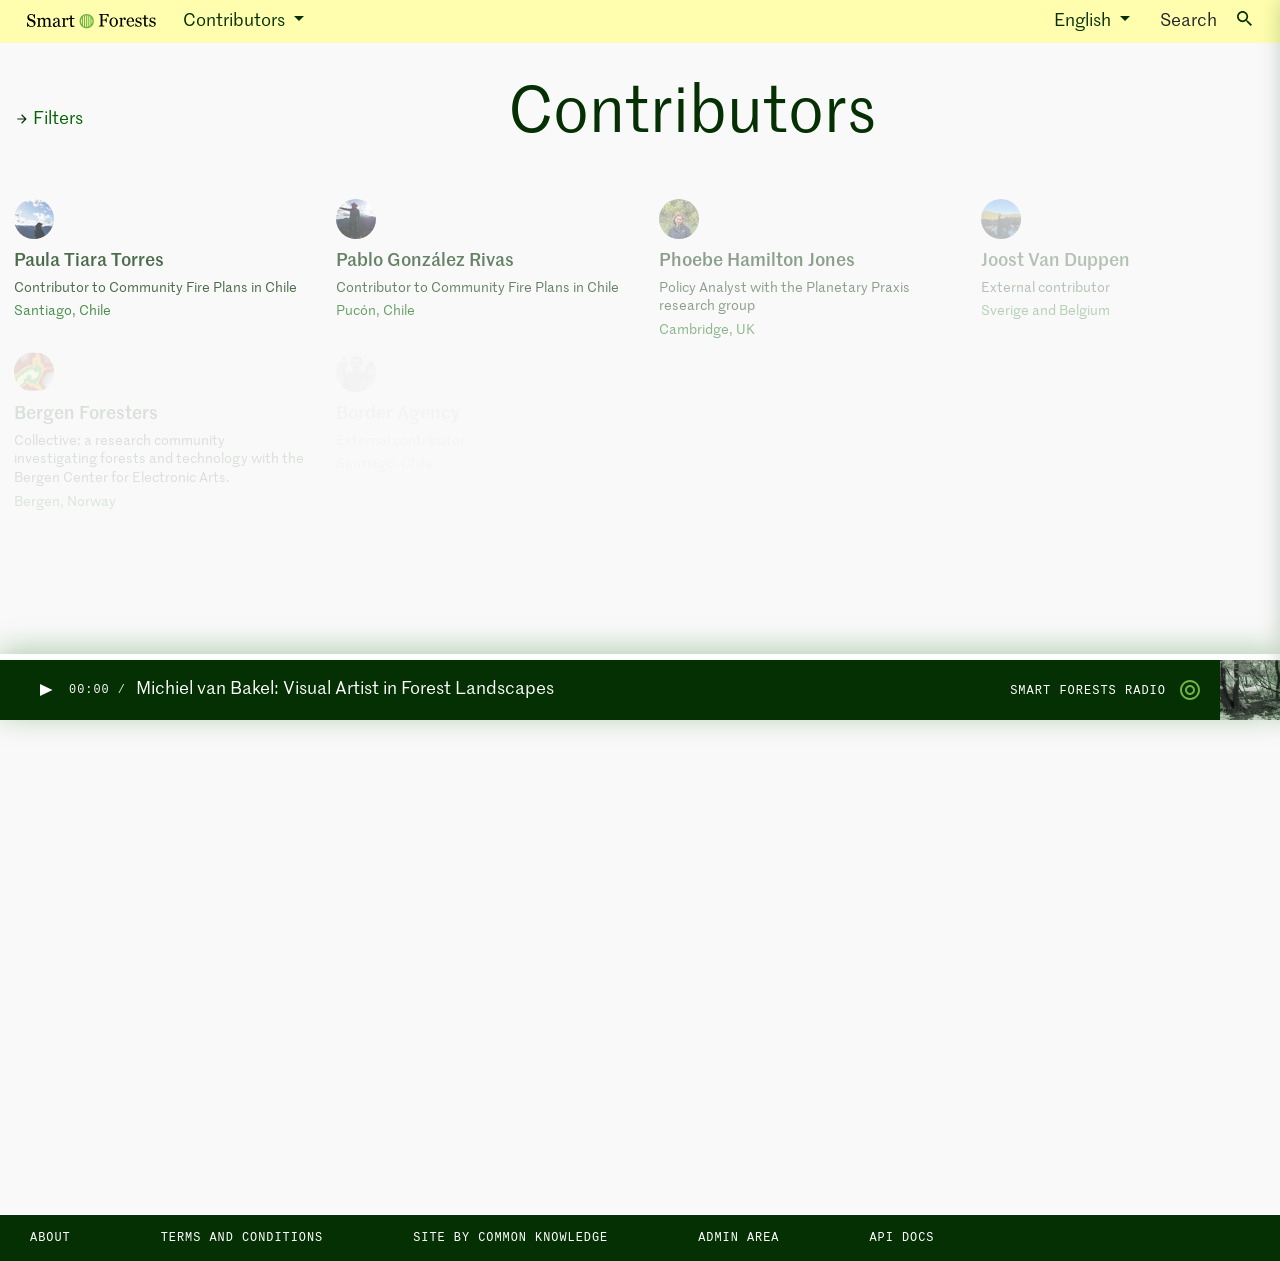 Smart Forests
Contributors
English
Search
Filters
Contributors
Paula Tiara Torres
Contributor to Community Fire Plans in Chile
Santiago, Chile
Pablo González Rivas
Contributor to Community Fire Plans in Chile
Pucón, Chile
Phoebe Hamilton Jones
Policy Analyst with the Planetary Praxis
research group
Cambridge, UK
Joost Van Duppen
External contributor
Sverige and Belgium
Bergen Foresters
Collective: a research community
investigating forests and technology with the
Bergen Center for Electronic Arts.
Bergen, Norway
Border Agency
External contributor
Santiago, Chile
00:00 /
Michiel van Bakel: Visual Artist in Forest Landscapes
SMART FORESTS RADIO
ABOUT
TERMS AND CONDITIONS
SITE BY COMMON KNOWLEDGE
ADMIN AREA
API DOCS